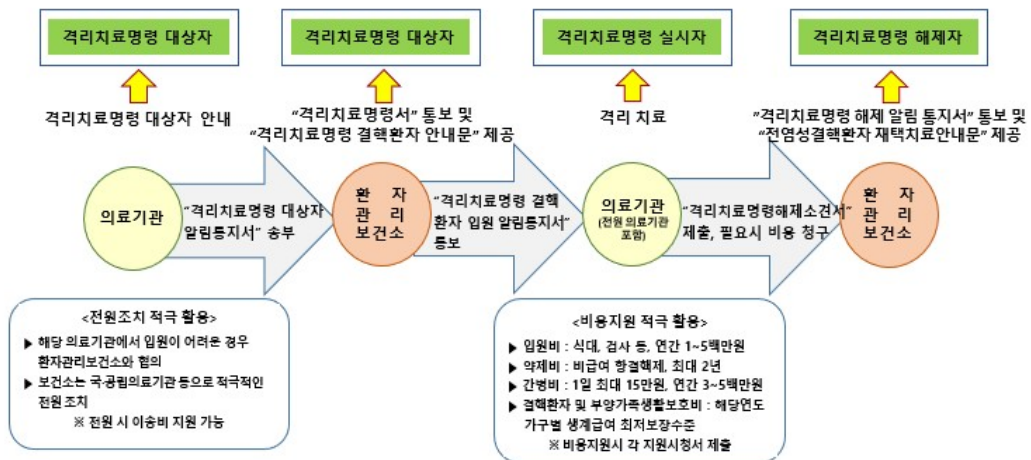 격리치료명령 대상자
격리치료명령 대상자
격리치료명령 실시자
격리치료명령 해제자
격리치료명령 대상자 안내
"격리치료명령서" 통보 및
"격리치료명령 결핵환자 안내문" 제공
격리 치료
"격리치료명령 해제 알림 통지서" 통보 및
"전염성결핵환자 재택치료안내문" 제공
의료기관
"격리치료명령 대상자
알림통지서" 송부
환 자
관 리
보건소
"격리치료명령 결핵
환자 입원 알림통지서"
통보
의료기관
(전원 의료기관
포함)
"격리치료명령해제소견서"
제출, 필요시 비용 청구
환 자
관 리
보건소
<전원조치 적극 활용>
▶ 해당 의료기관에서 입원이 어려운 경우
환자관리보건소와 협의
▶ 보건소는 국·공립의료기관 등으로 적극적인
전원 조치
※ 전원 시 이송비 지원 가능
<비용지원 적극 활용>
▶ 입원비 : 식대, 검사 등, 연간 1~5백만원
▶ 약제비 : 비급여 항결핵제, 최대 2년
▶ 간병비 : 1일 최대 15만원, 연간 3~5백만원
▶ 결핵환자 및 부양가족생활보호비 : 해당연도
가구별 생계급여 최저보장수준
※ 비용지원시 각 지원신청서 제출